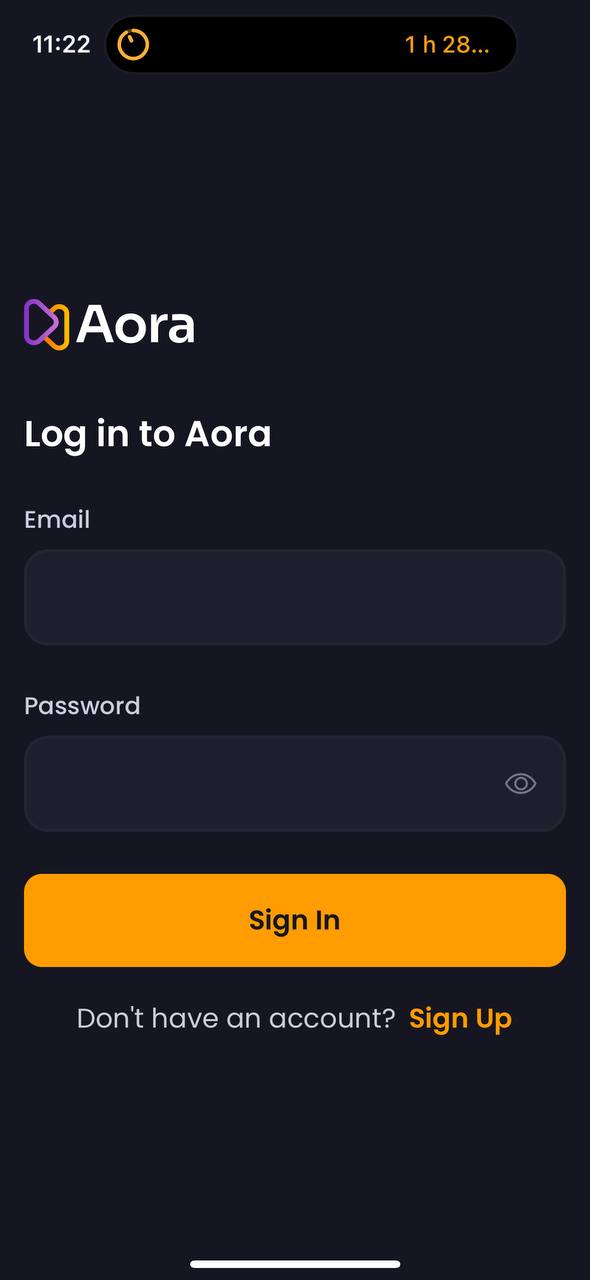 11:22
1 h 28...
Aora
Log in to Aora
Email
Password
Sign In
Don't have an account? Sign Up